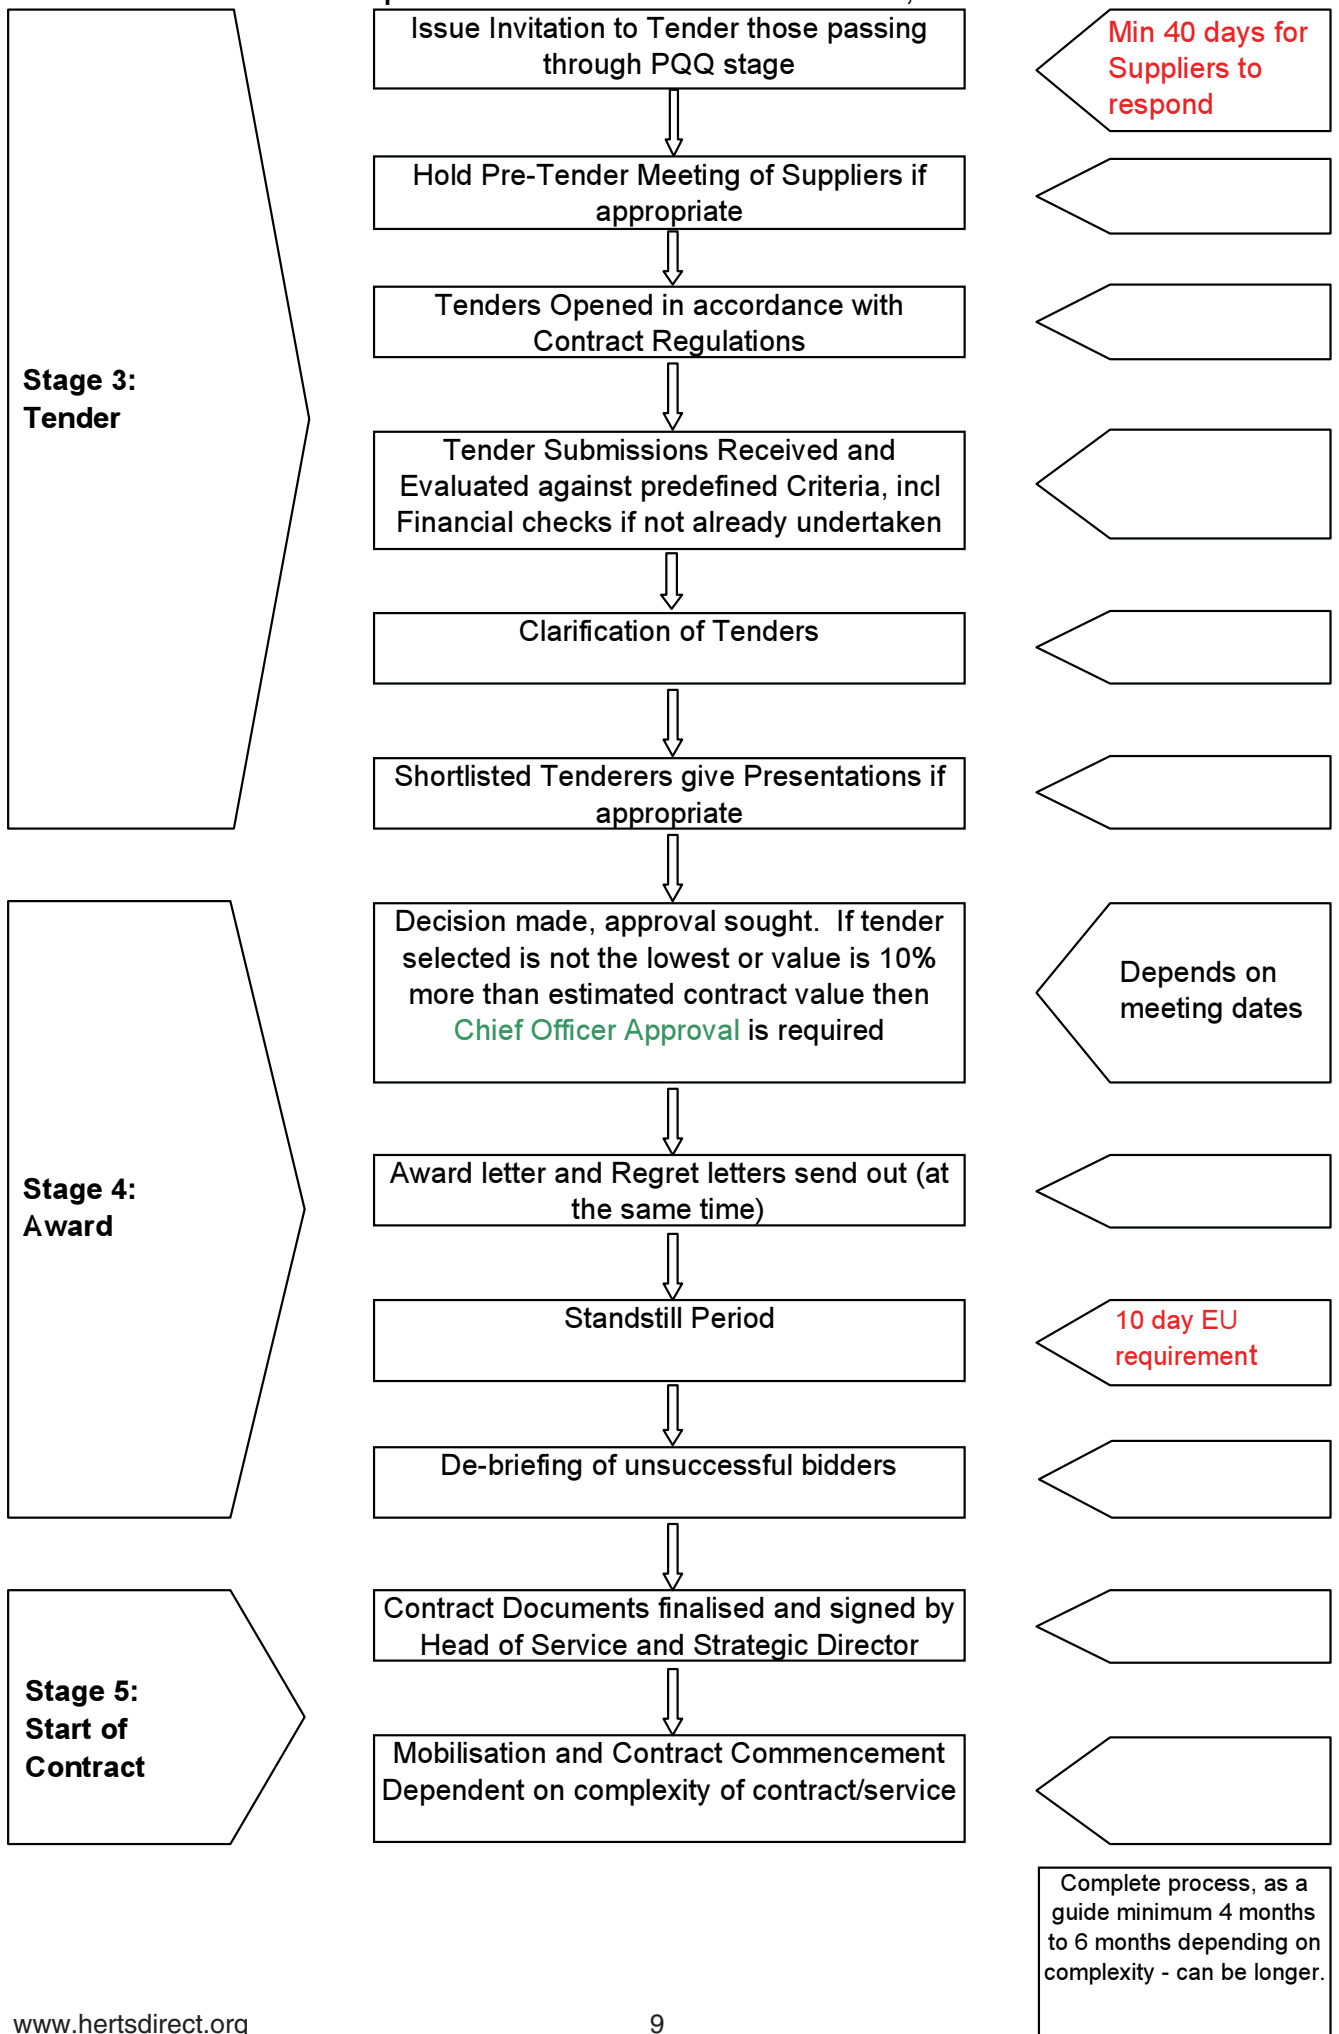 Issue Invitation to Tender those passing
through PQQ stage
Min 40 days for
Suppliers to
respond
Hold Pre-Tender Meeting of Suppliers if
appropriate
Tenders Opened in accordance with
Contract Regulations
Stage 3:
Tender
Tender Submissions Received and
Evaluated against predefined Criteria, incl
Financial checks if not already undertaken
Clarification of Tenders
Shortlisted Tenderers give Presentations if
appropriate
Decision made, approval sought.  If tender
selected is not the lowest or value is 10%
more than estimated contract value then
Chief Officer Approval is required
Depends on
meeting dates
Stage 4:
Award
Award letter and Regret letters send out (at
the same time)
Standstill Period
10 day EU
requirement
De-briefing of unsuccessful bidders
Contract Documents finalised and signed by
Head of Service and Strategic Director
Stage 5:
Start of
Contract
Mobilisation and Contract Commencement
Dependent on complexity of contract/service
Complete process, as a
guide minimum 4 months
to 6 months depending on
complexity - can be longer.
www.hertsdirect.org
9